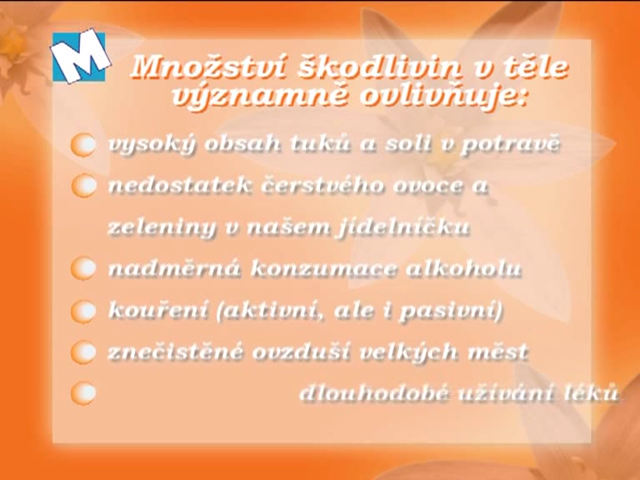 M
Množství škodlivin v těle
významně ovlivňuje:
vysoký obsah tuků a soli v potravě
nedostatek čerstvého ovoce a
zeleniny v našem jídelníčku
nadměrná konzumace alkoholu
kouření (aktivní, ale i pasivní)
znečistěné ovzduší velkých měst
dlouhodobé užívání léků